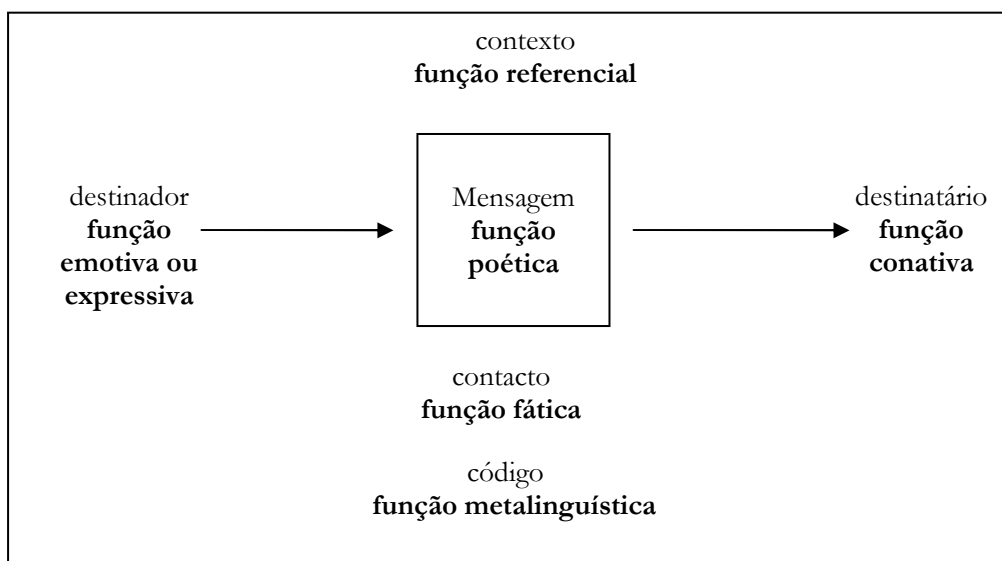 contexto
função referencial
destinador
função
emotiva ou
expressiva
Mensagem
função
poética
destinatário
função
conativa
contacto
função fática
código
função metalinguística